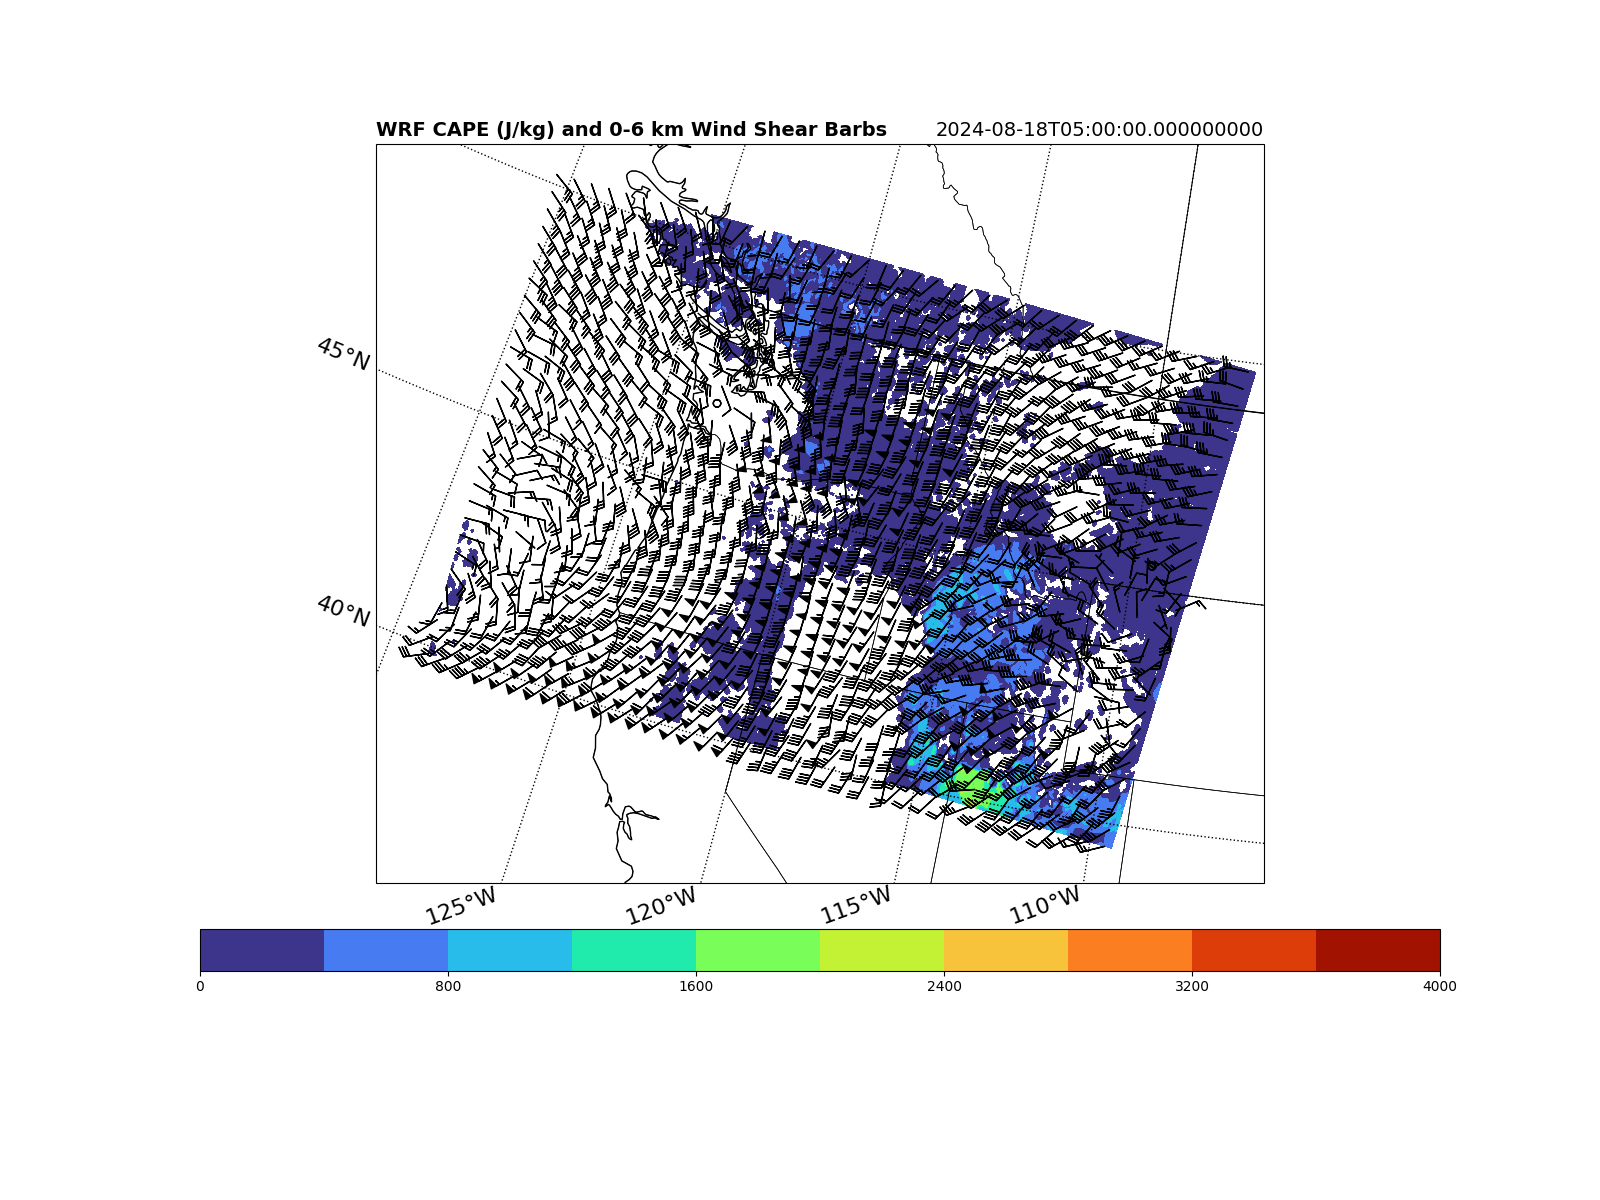 WRF CAPE (J/kg) and 0-6 km Wind Shear Barbs 2024-08-18T05:00:00.000000000
45°N
40°N
125°W 120°W 115°W 110°W
0 800 1600 2400 3200 4000